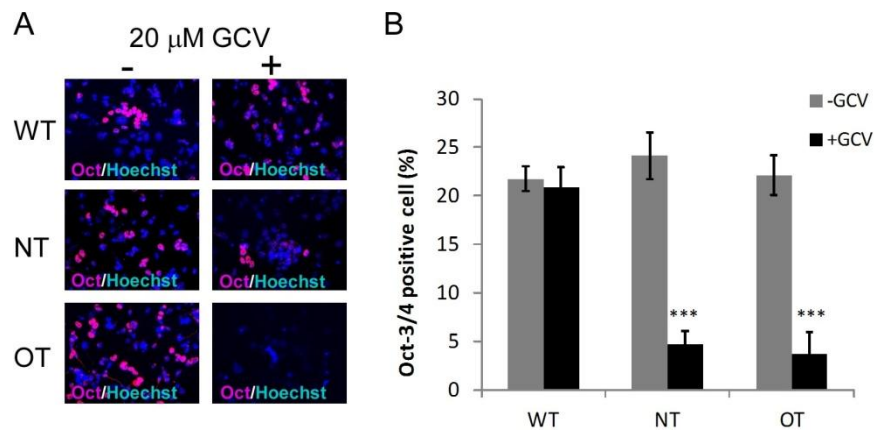 A
20 μM GCV
-
+
WT
Oct/Hoechst
Oct/Hoechst
NT
Oct/Hoechst
Oct/Hoechst
OT
Oct/Hoechst
Oct/Hoechst
B
Oct-3/4 positive cell (%)
30
25
20
15
10
5
0
-GCV
+GCV
***
***
WT
NT
OT